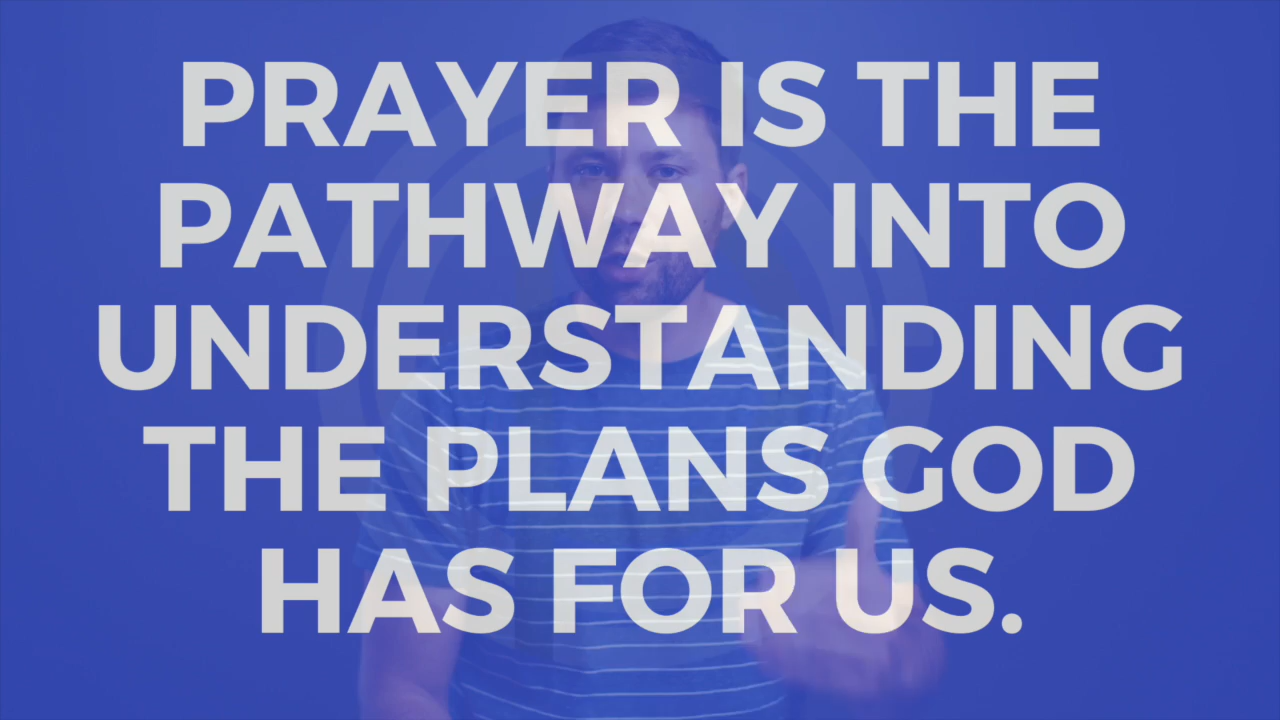 PRAYER IS THE
PATHWAY INTO
UNDERSTANDING
THE PLANS GOD
HAS FOR US.